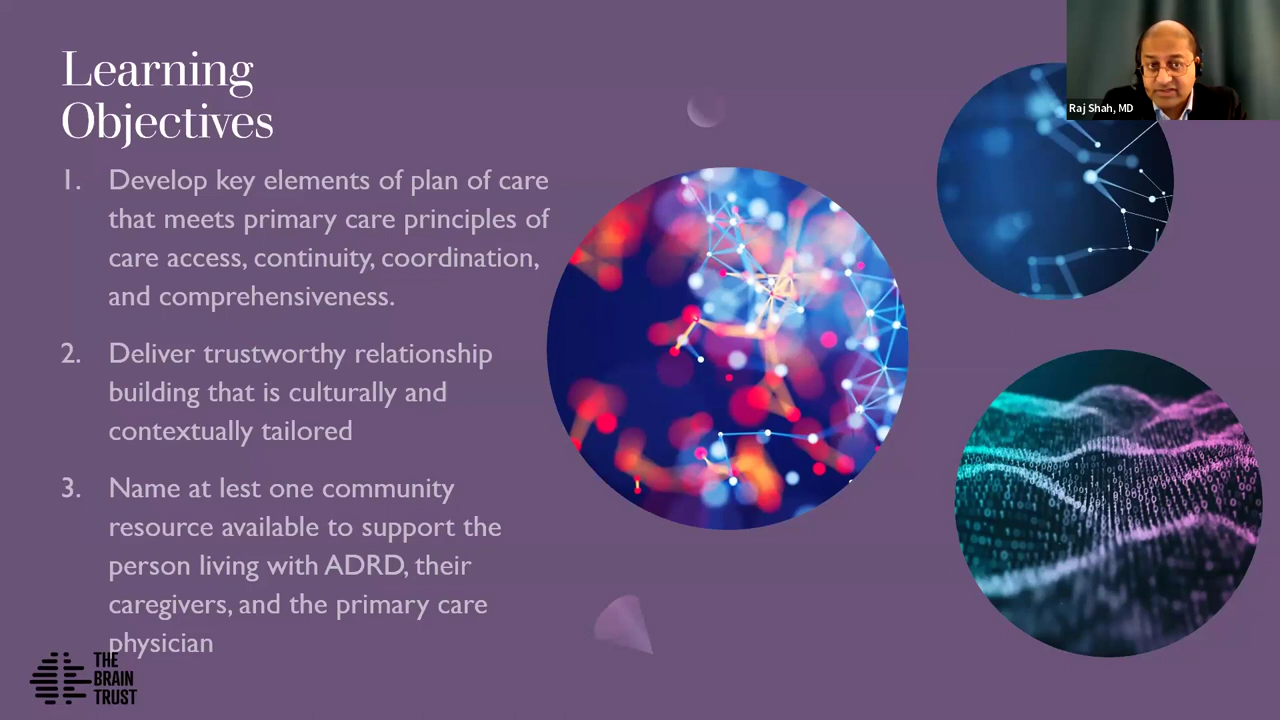 Learning
Objectives
1. Develop key elements of plan of care
that meets primary care principles of
care access, continuity, coordination,
and comprehensiveness.
2. Deliver trustworthy relationship
building that is culturally and
contextually tailored
3. Name at lest one community
resource available to support the
person living with ADRD, their
caregivers, and the primary care
physician
THE
BRAIN
TRUST
Raj Shah, MD